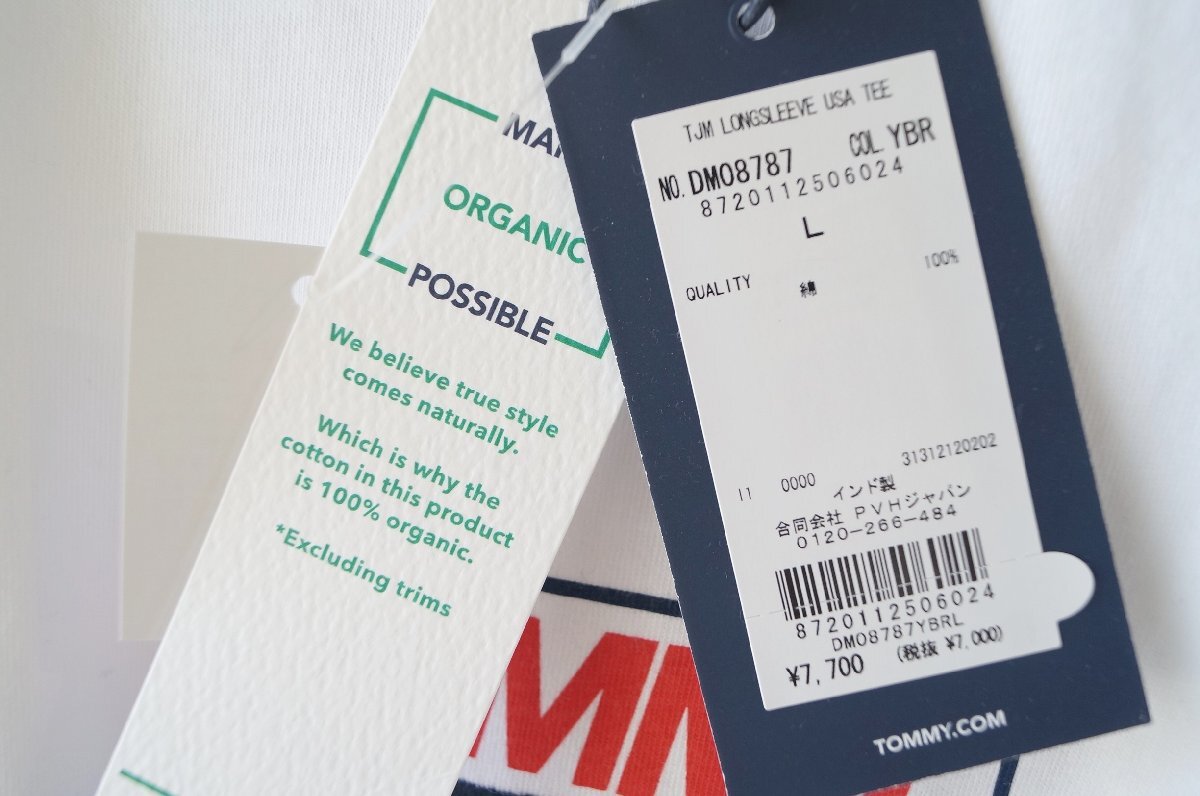 ORGANIC
POSSIBLE
We believe true style
comes naturally.
Which is why the
cotton in this product
is 100% organic.
*Excluding trims
TJM LONGSLEEVE USA TEE
NO. DM08787 COL YBR
8720112506024
L
QUALITY 綿 100%
31312120202
11 0000
インド製
合同会社 PVHジャパン
0120-266-484
8720112506024
DM08787YBRL
¥7,700 (税抜 ¥7,000)
TOMMY.COM